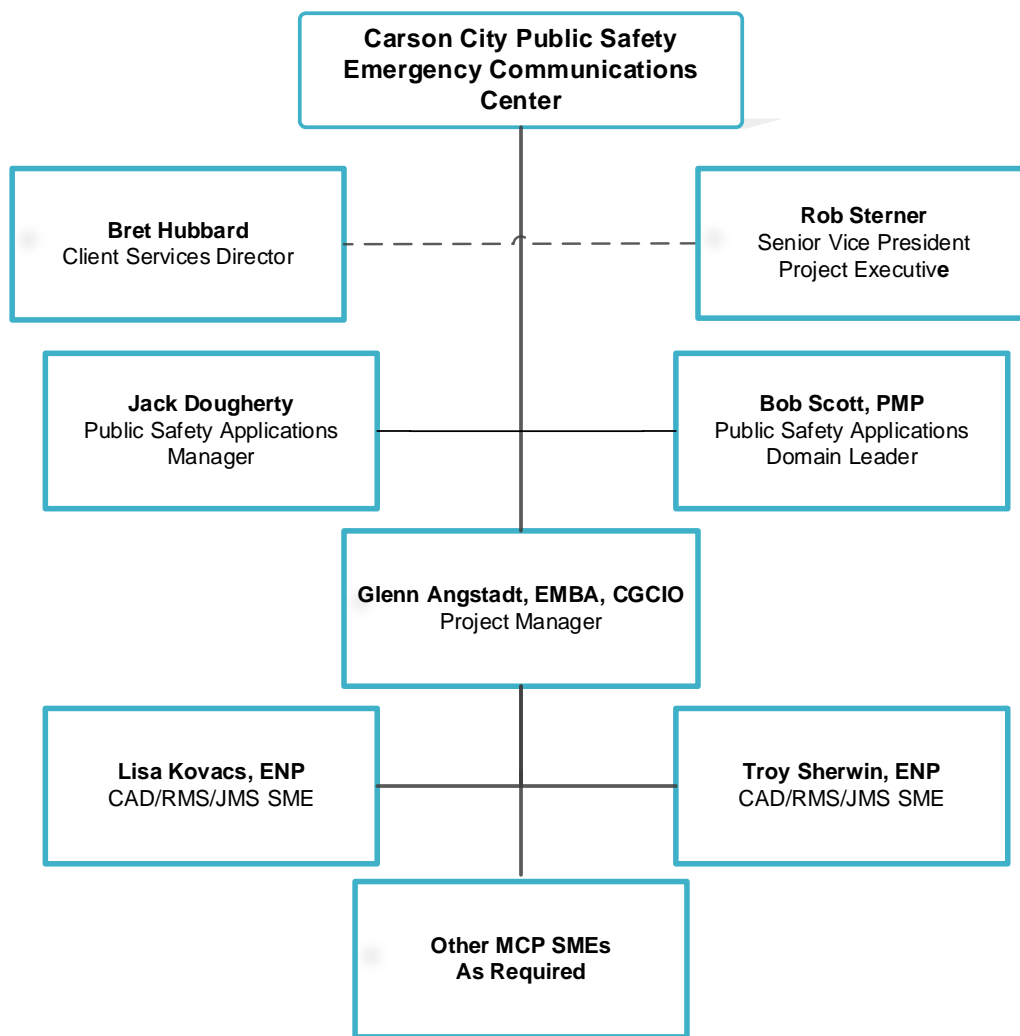 Carson City Public Safety
Emergency Communications
Center
Bret Hubbard
Client Services Director
Rob Sterner
Senior Vice President
Project Executive
Jack Dougherty
Public Safety Applications
Manager
Bob Scott, PMP
Public Safety Applications
Domain Leader
Glenn Angstadt, EMBA, CGCIO
Project Manager
Lisa Kovacs, ENP
CAD/RMS/JMS SME
Troy Sherwin, ENP
CAD/RMS/JMS SME
Other MCP SMEs
As Required